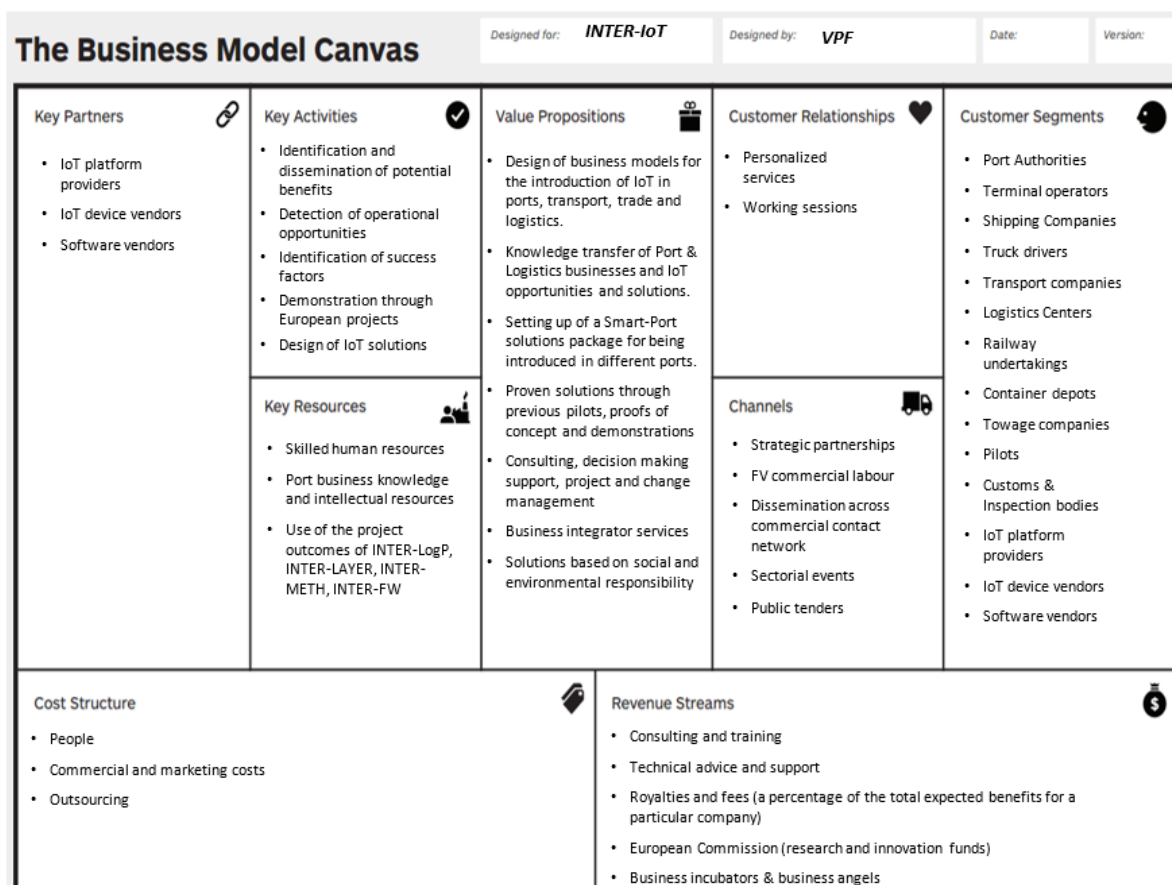 The Business Model Canvas
Designed for: INTER-IoT
Designed by: VPF
Date:
Version:
Key Partners
• IoT platform
providers
• IoT device vendors
• Software vendors
Key Activities
• Identification and
dissemination of potential
benefits
• Detection of operational
opportunities
• Identification of success
factors
• Demonstration through
European projects
• Design of IoT solutions
Key Resources
• Skilled human resources
• Port business knowledge
and intellectual resources
• Use of the project
outcomes of INTER-LogP,
INTER-LAYER, INTER-
METH, INTER-FW
Value Propositions
• Design of business models for
the introduction of IoT in
ports, transport, trade and
logistics.
• Knowledge transfer of Port &
Logistics businesses and IoT
opportunities and solutions.
• Setting up of a Smart-Port
solutions package for being
introduced in different ports.
• Proven solutions through
previous pilots, proofs of
concept and demonstrations
• Consulting, decision making
support, project and change
management
• Business integrator services
• Solutions based on social and
environmental responsibility
Customer Relationships
• Personalized
services
• Working sessions
Channels
• Strategic partnerships
• FV commercial labour
• Dissemination across
commercial contact
network
• Sectorial events
• Public tenders
Customer Segments
• Port Authorities
• Terminal operators
• Shipping Companies
• Truck drivers
• Transport companies
• Logistics Centers
• Railway
undertakings
• Container depots
• Towage companies
• Pilots
• Customs &
Inspection bodies
• IoT platform
providers
• IoT device vendors
• Software vendors
Cost Structure
• People
• Commercial and marketing costs
• Outsourcing
Revenue Streams
$
• Consulting and training
• Technical advice and support
• Royalties and fees (a percentage of the total expected benefits for a
particular company)
• European Commission (research and innovation funds)
• Business incubators & business angels